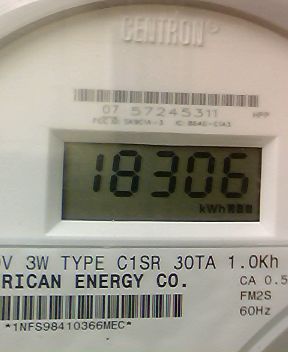 CENTRON®
07 57245311 HPP
18306
kWh
V 3W TYPE C1SR 30TA 1.0Kh
RICAN ENERGY CO. CA 0.5
FM2S
*1NFS98410366MEC* 60Hz